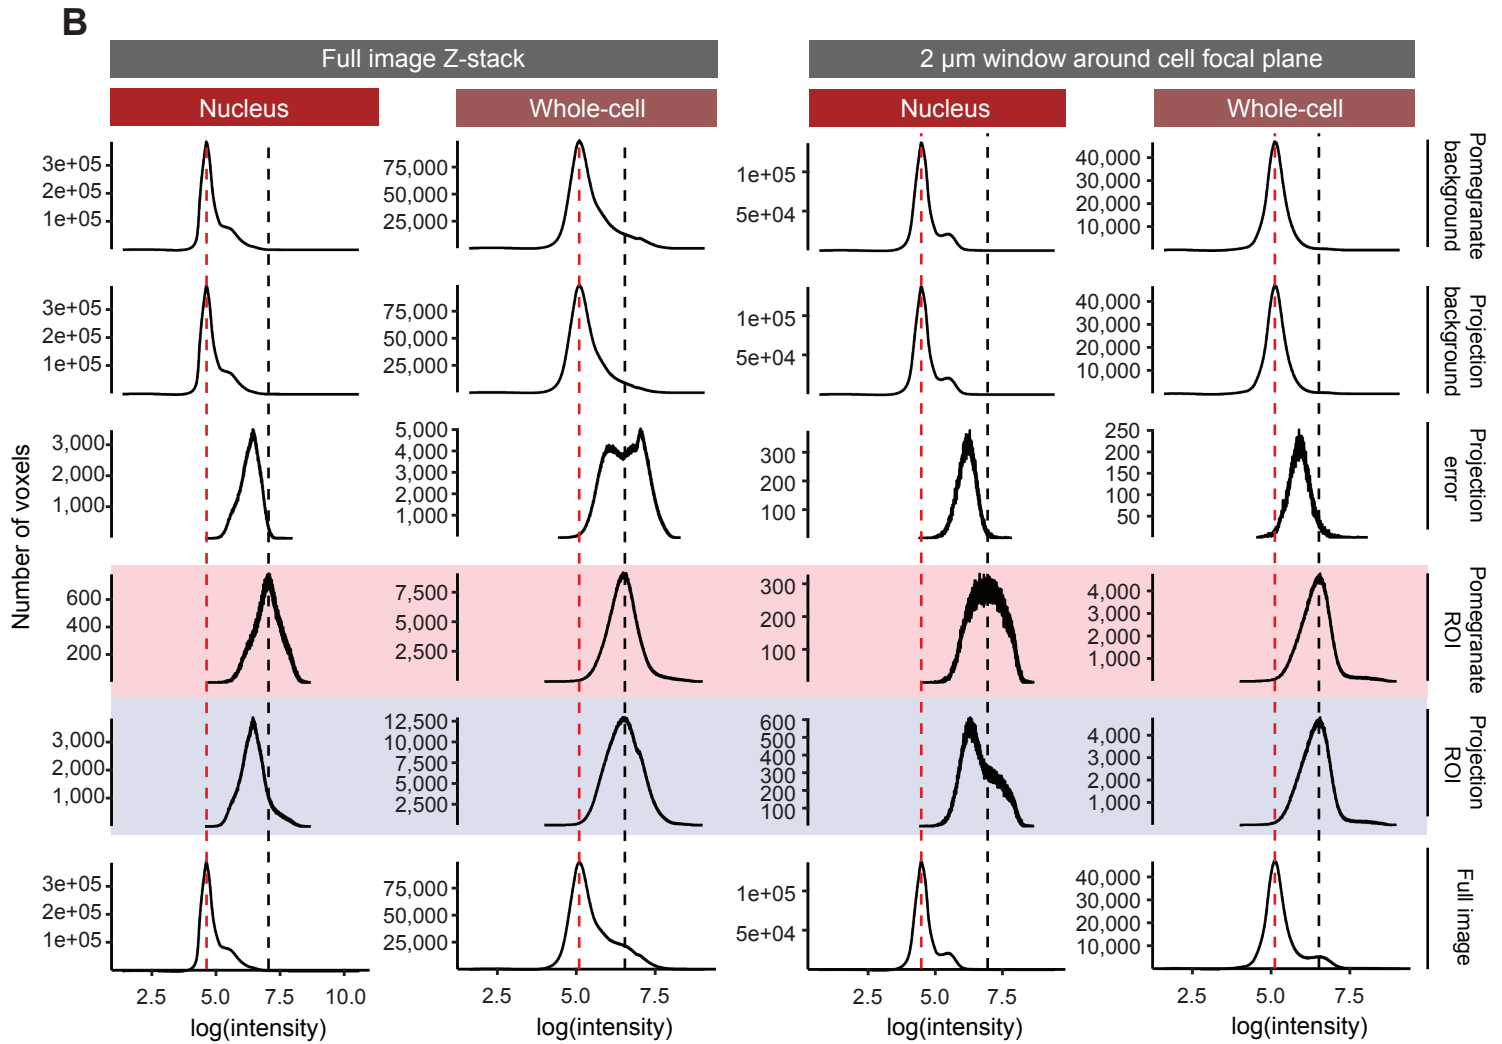 B
Full image Z-stack
2 µm window around cell focal plane
Nucleus
Whole-cell
Nucleus
Whole-cell
3e+05
2e+05
1e+05
75,000
50,000
25,000
1e+05
5e+04
40,000
30,000
20,000
10,000
Pomegranate
background
3e+05
2e+05
1e+05
75,000
50,000
25,000
1e+05
5e+04
40,000
30,000
20,000
10,000
Projection
background
Number of voxels
3,000
2,000
1,000
5,000
4,000
3,000
2,000
1,000
300
200
100
250
200
150
100
50
Projection
error
600
400
200
7,500
5,000
2,500
300
200
100
4,000
3,000
2,000
1,000
Pomegranate
ROI
3,000
2,000
1,000
12,500
10,000
7,500
5,000
2,500
600
500
400
300
200
100
4,000
3,000
2,000
1,000
Projection
ROI
3e+05
2e+05
1e+05
75,000
50,000
25,000
1e+05
5e+04
40,000
30,000
20,000
10,000
Full image
2.5 5.0 7.5 10.0
2.5 5.0 7.5
5.0 7.5
2.5 5.0 7.5
log(intensity)
log(intensity)
log(intensity)
log(intensity)